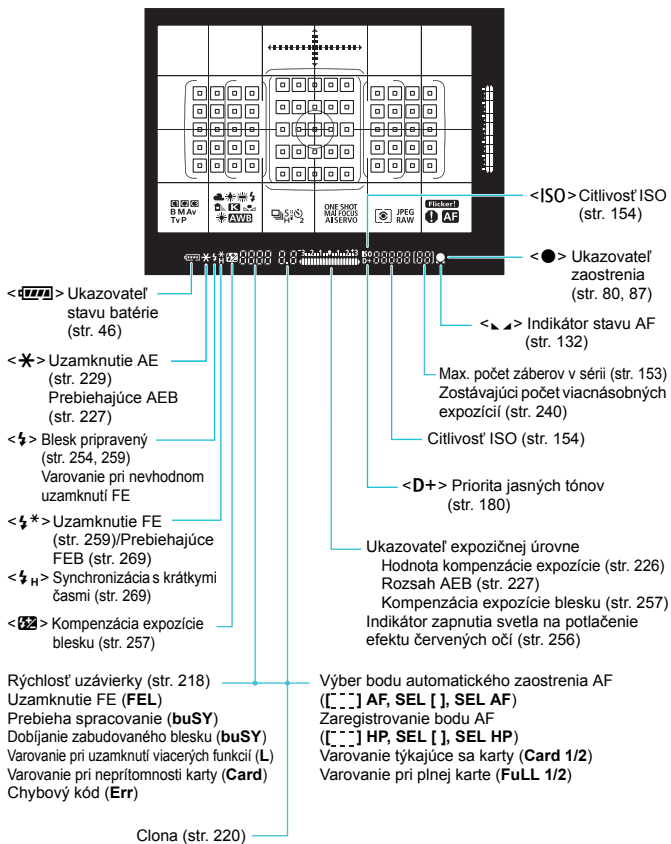 B M Av
Tv P
K
AWB
S
H
2
ONE SHOT
MAI FOCUS
AI SERVO
JPEG
RAW
Flicker!
AF
ISO
D+
<ISO> Citlivosť ISO
(str. 154)
<●> Ukazovateľ
zaostrenia
(str. 80, 87)
< > Indikátor stavu AF
(str. 132)
Max. počet záberov v sérii (str. 153)
Zostávajúci počet viacnásobných
expozícií (str. 240)
Citlivosť ISO (str. 154)
<D+> Priorita jasných tónov
(str. 180)
Ukazovateľ expozičnej úrovne
Hodnota kompenzácie expozície (str. 226)
Rozsah AEB (str. 227)
Kompenzácia expozície blesku (str. 257)
Indikátor zapnutia svetla na potlačenie
efektu červených očí (str. 256)
< > Ukazovateľ
stavu batérie
(str. 46)
<✱> Uzamknutie AE
(str. 229)
Prebiehajúce AEB
(str. 227)
<⚡> Blesk pripravený
(str. 254, 259)
Varovanie pri nevhodnom
uzamknutí FE
<⚡*> Uzamknutie FE
(str. 259)/Prebiehajúce
FEB (str. 269)
<⚡H> Synchronizácia s krátkymi
časmi (str. 269)
< > Kompenzácia expozície
blesku (str. 257)
Rýchlosť uzávierky (str. 218)
Uzamknutie FE (FEL)
Prebieha spracovanie (buSY)
Dobíjanie zabudovaného blesku (buSY)
Varovanie pri uzamknutí viacerých funkcií (L)
Varovanie pri neprítomnosti karty (Card)
Chybový kód (Err)
Výber bodu automatického zaostrenia AF
([ ] AF, SEL [ ], SEL AF)
Zaregistrovanie bodu AF
([ ] HP, SEL [ ], SEL HP)
Varovanie týkajúce sa karty (Card 1/2)
Varovanie pri plnej karte (FuLL 1/2)
Clona (str. 220)